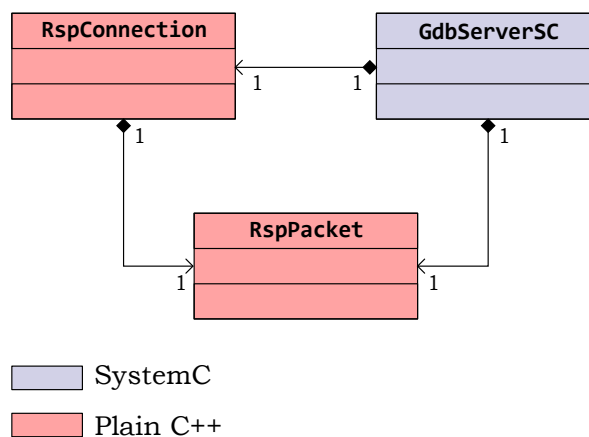 RspConnection
GdbServerSC
1
1
1
1
RspPacket
1
1
SystemC
Plain C++